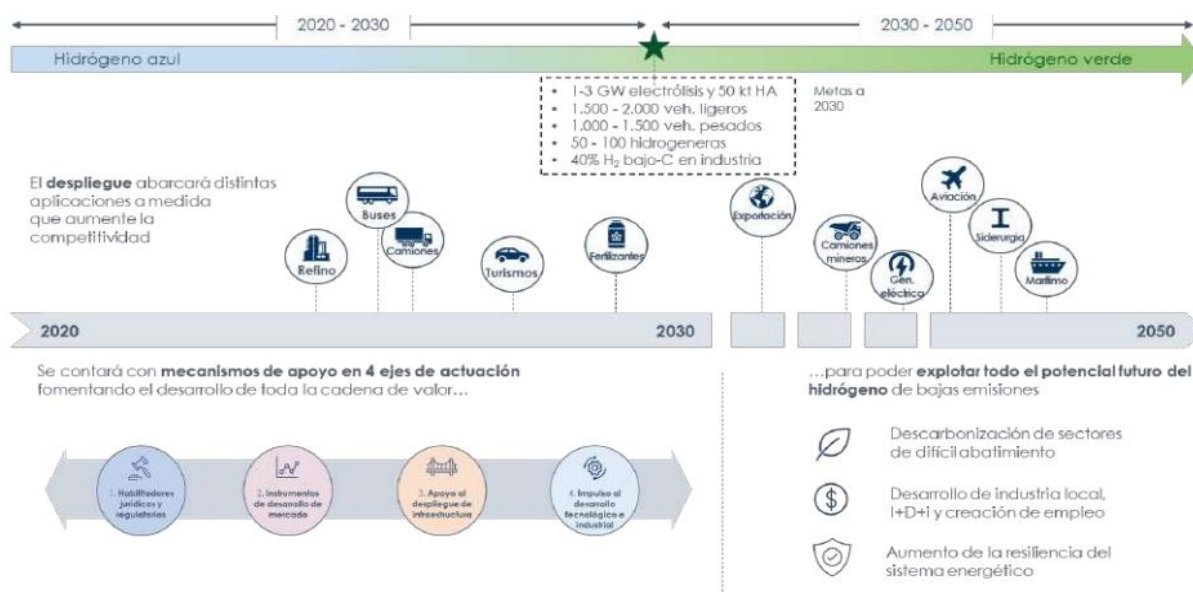 2020 - 2030
2030 - 2050
Hidrógeno azul
Hidrógeno verde
• 1-3 GW electrólisis y 50 kt HA
• 1.500 - 2.000 veh. ligeros
• 1.000 - 1.500 veh. pesados
• 50 - 100 hidrogeneras
• 40% H₂ bajo-C en industria
Metas a
2030
El despliegue abarcará distintas
aplicaciones a medida
que aumente la
competitividad
Refino
Buses
Camiones
Turismos
Fertilizantes
Exportación
Camiones
mineros
Gen.
eléctrica
Aviación
Siderurgia
Marítimo
2020
2030
2050
Se contará con mecanismos de apoyo en 4 ejes de actuación
fomentando el desarrollo de toda la cadena de valor...
1. Habilitadores
jurídicos y
regulatorios
2. Instrumentos
de desarrollo de
mercado
3. Apoyo al
despliegue de
infraestructura
4. Impulso al
desarrollo
tecnológico e
industrial
...para poder explotar todo el potencial futuro del
hidrógeno de bajas emisiones
Descarbonización de sectores
de difícil abatimiento
Desarrollo de industria local,
I+D+i y creación de empleo
Aumento de la resiliencia del
sistema energético